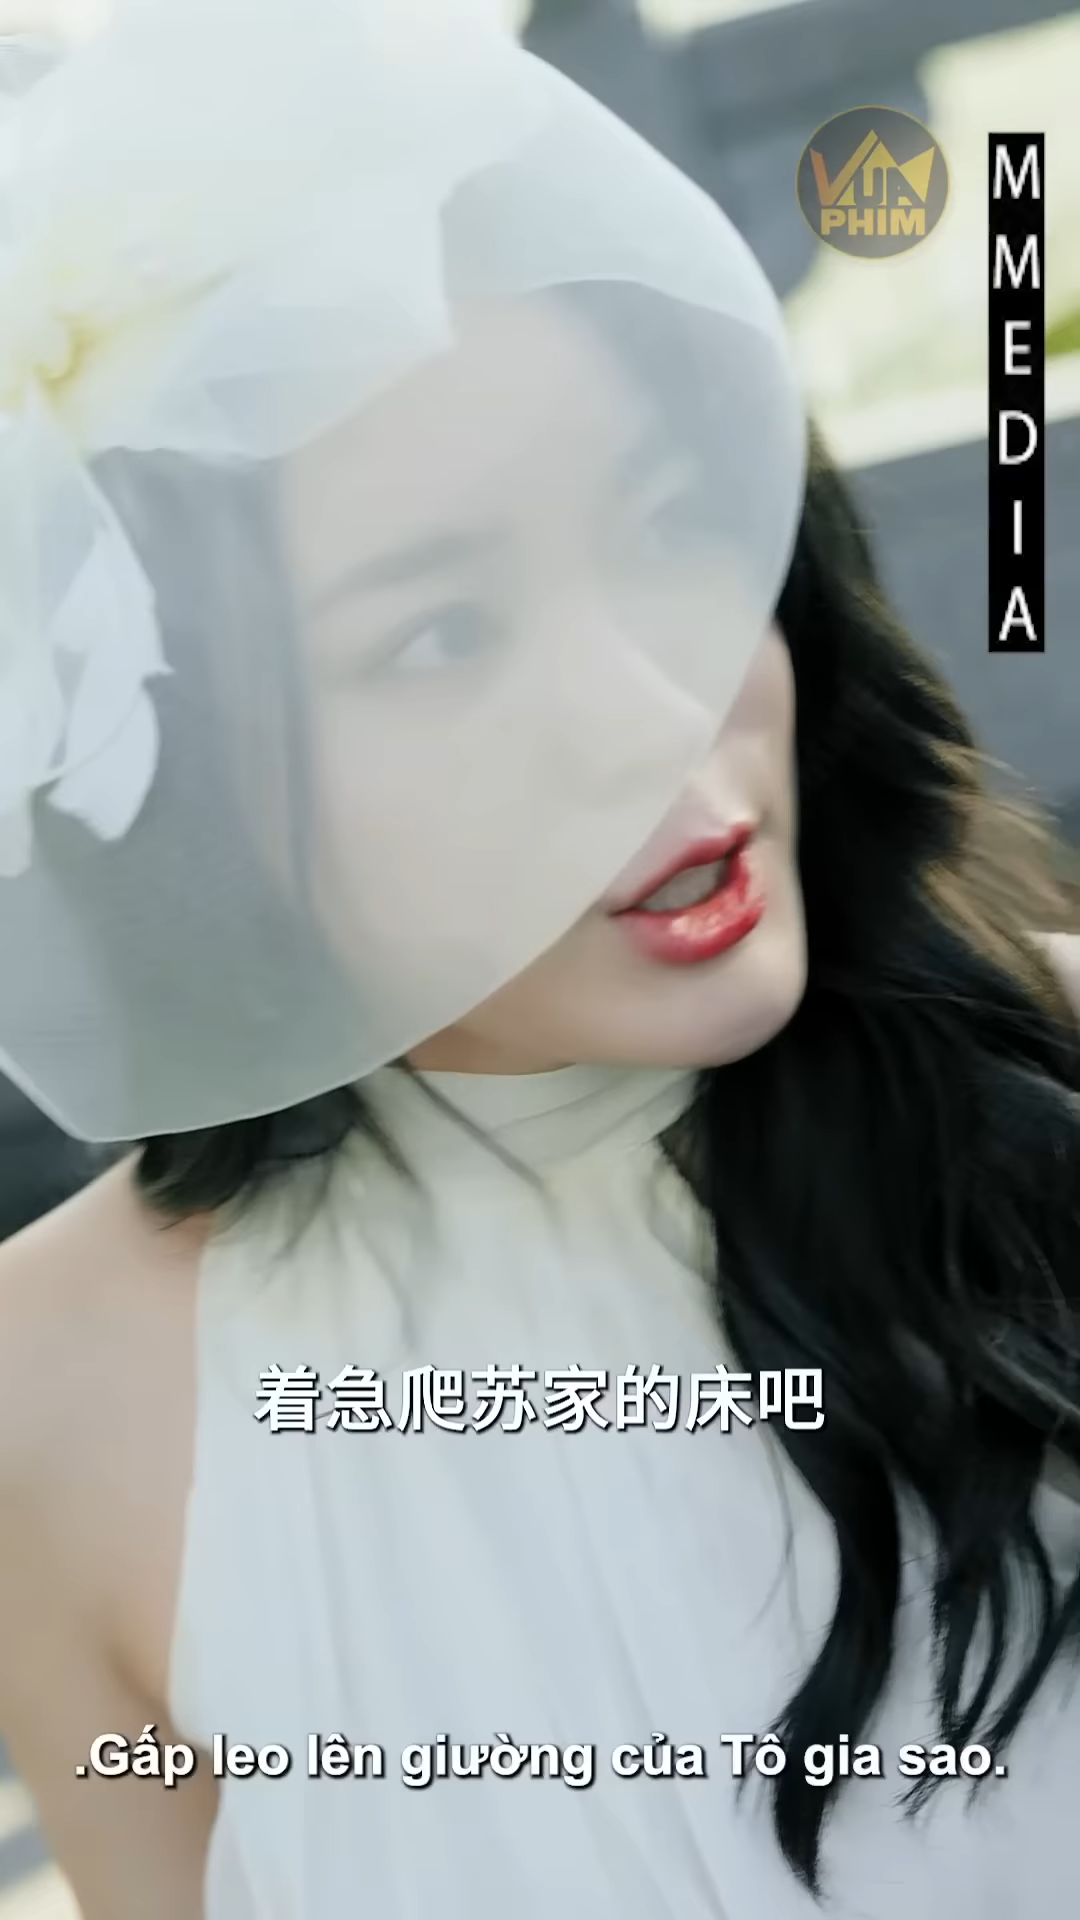 VUA
PHIM
MMEDIA
着急爬苏家的床吧
.Gấp leo lên giường của Tô gia sao.